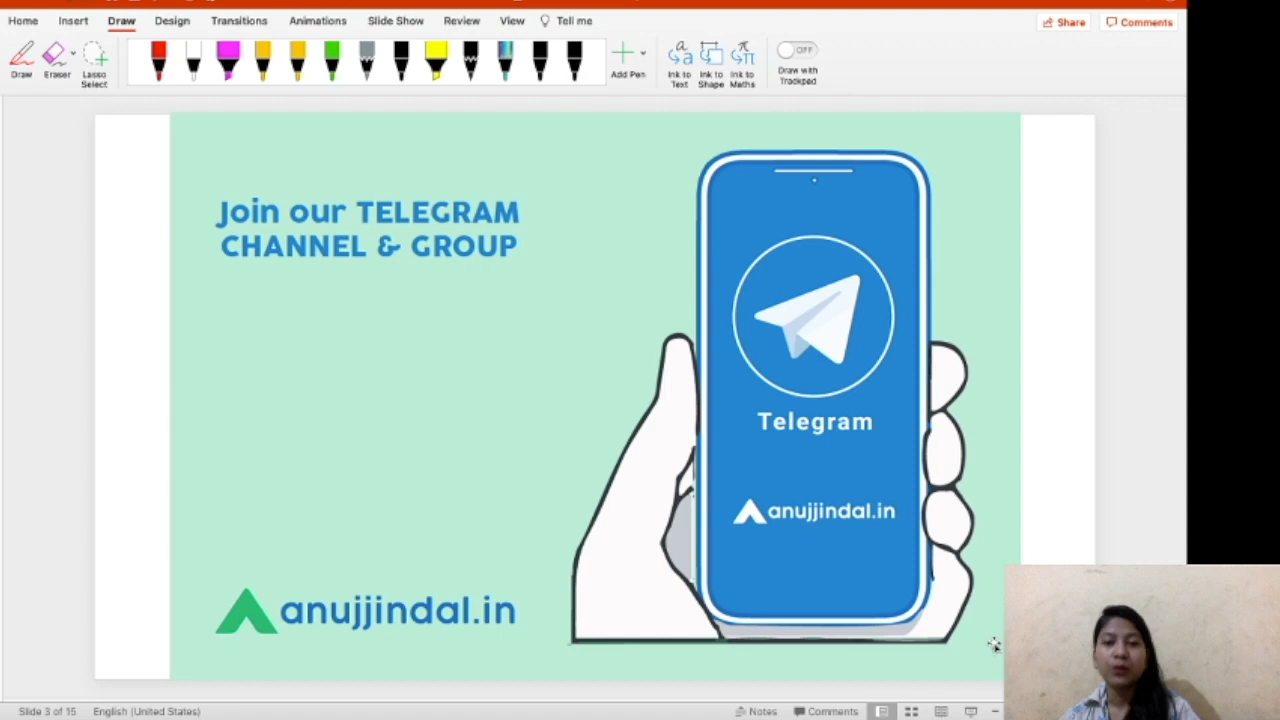 Home Insert Draw Design Transitions Animations Slide Show Review View Tell me Share Comments
Draw Eraser Lasso Select Add Pen Ink to Text Ink to Shape Ink to Maths OFF Draw with Trackpad
Join our TELEGRAM
CHANNEL & GROUP
Telegram
anujjindal.in
anujjindal.in
Slide 3 of 15 English (United States) Notes Comments